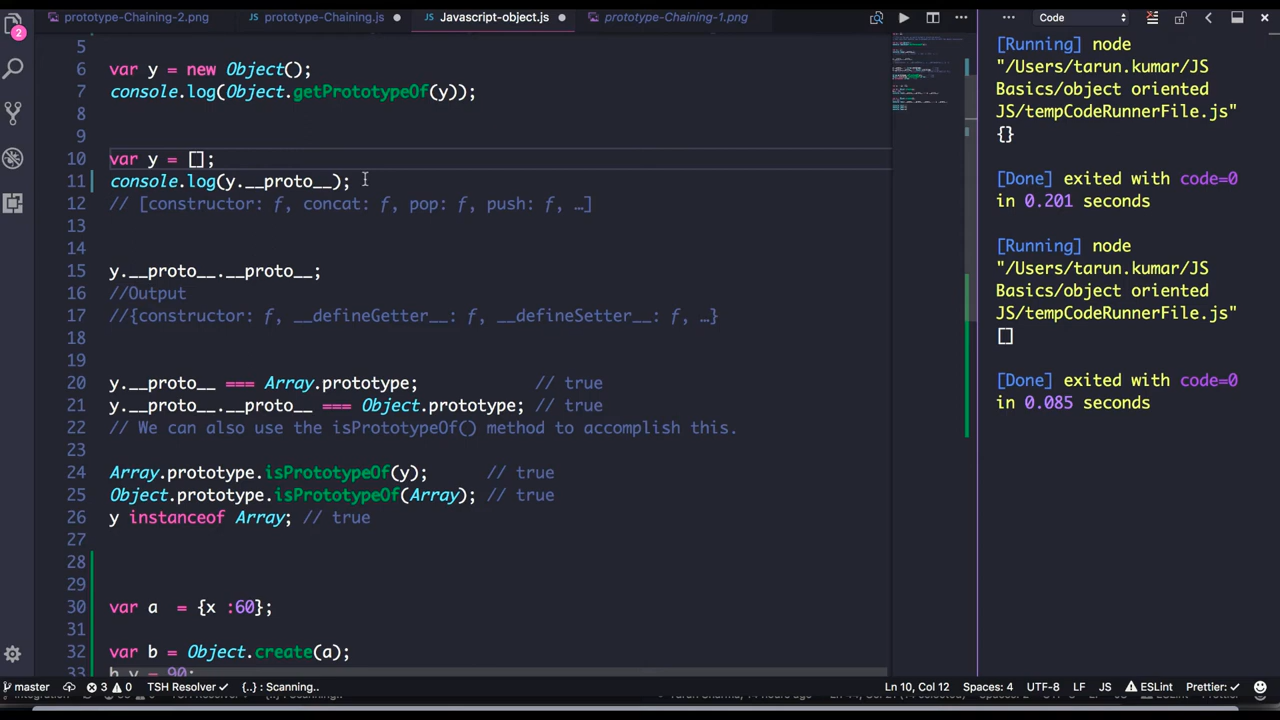 prototype-Chaining-2.png
prototype-Chaining.js
Javascript-object.js
prototype-Chaining-1.png
Code
2
5
6 var y = new Object();
7 console.log(Object.getPrototypeOf(y));
8
9
10 var y = [];
11 console.log(y.__proto__);
12 // [constructor: ƒ, concat: ƒ, pop: ƒ, push: ƒ, …]
13
14
15 y.__proto__.__proto__;
16 //Output
17 //{constructor: ƒ, __defineGetter__: ƒ, __defineSetter__: ƒ, …}
18
19
20 y.__proto__ === Array.prototype; // true
21 y.__proto__.__proto__ === Object.prototype; // true
22 // We can also use the isPrototypeOf() method to accomplish this.
23
24 Array.prototype.isPrototypeOf(y); // true
25 Object.prototype.isPrototypeOf(Array); // true
26 y instanceof Array; // true
27
28
29
30 var a = {x :60};
31
32 var b = Object.create(a);
33 b.y = 90;
[Running] node
"/Users/tarun.kumar/JS
Basics/object oriented
JS/tempCodeRunnerFile.js"
{}
[Done] exited with code=0
in 0.201 seconds
[Running] node
"/Users/tarun.kumar/JS
Basics/object oriented
JS/tempCodeRunnerFile.js"
[]
[Done] exited with code=0
in 0.085 seconds
master
3
0
TSH Resolver ✓
{..} : Scanning..
Ln 10, Col 12
Spaces: 4
UTF-8
LF
JS
ESLint
Prettier: ✓